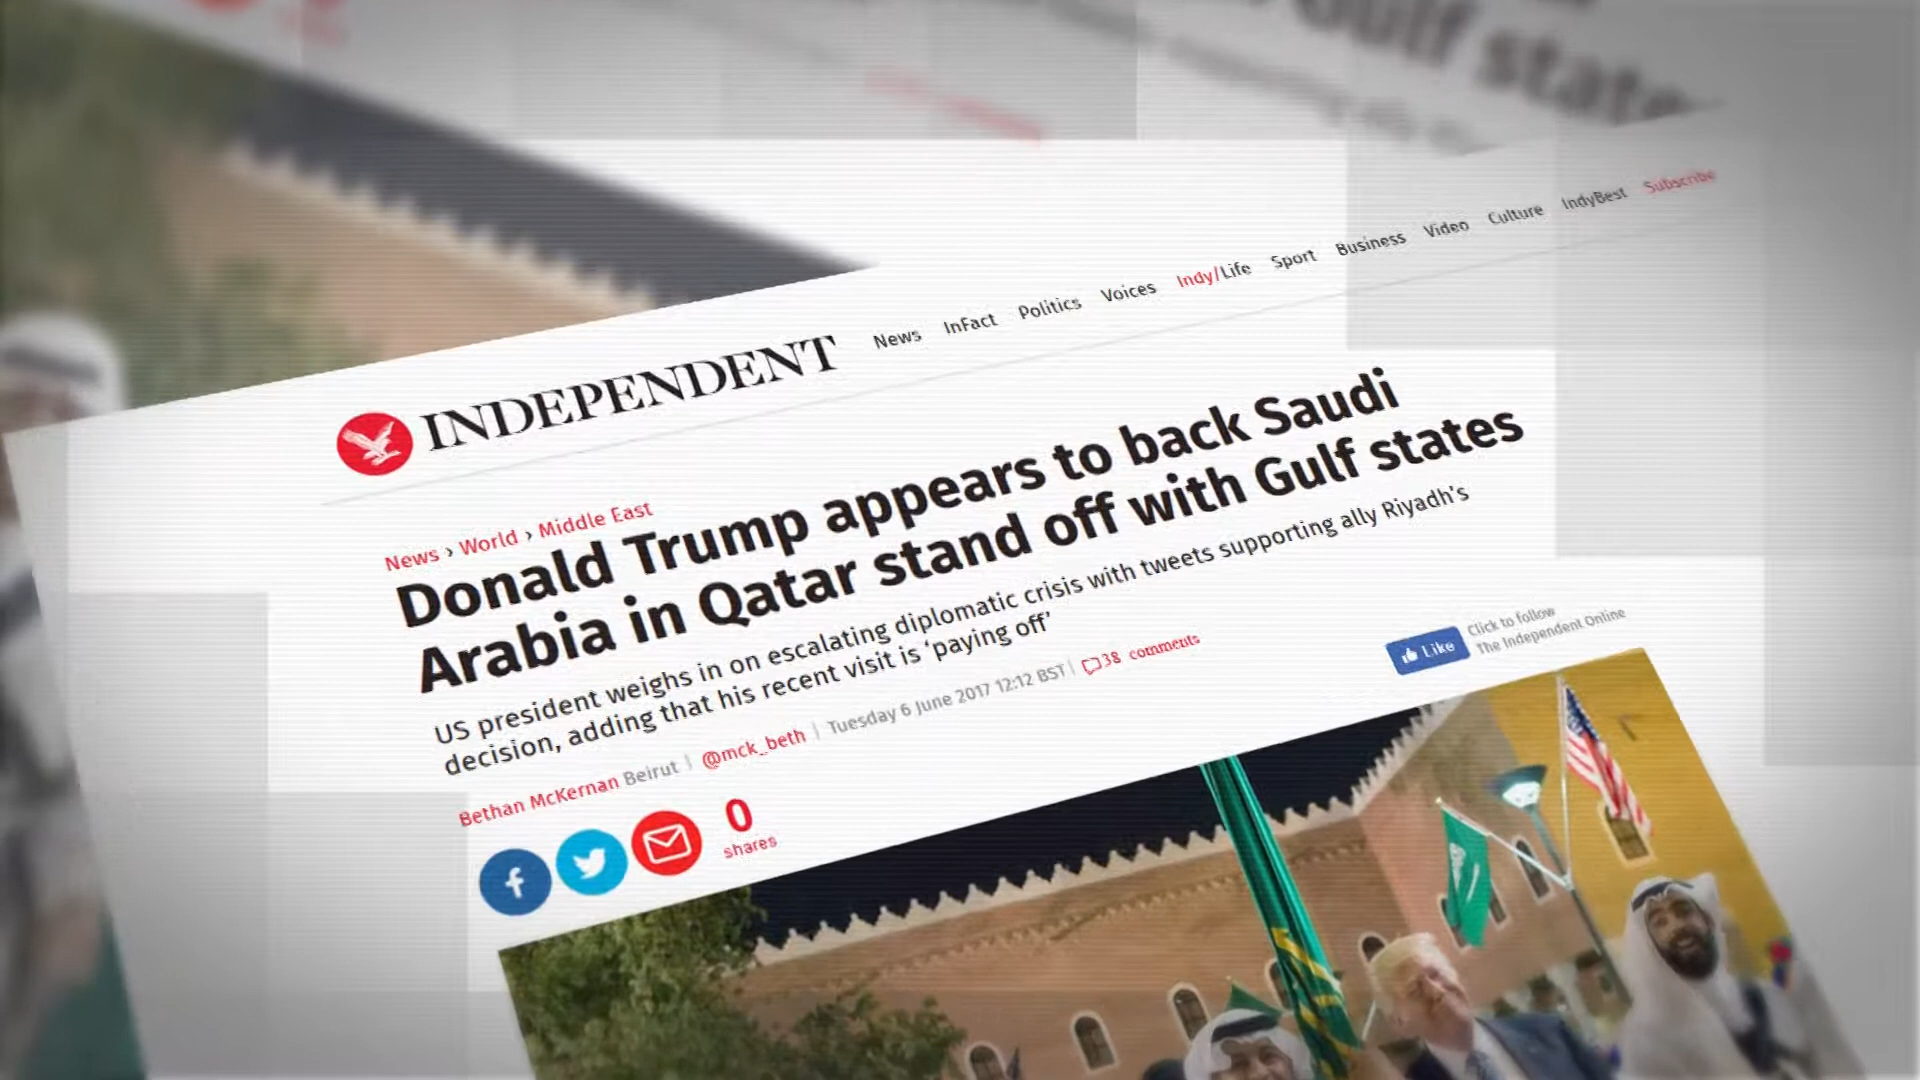 Gulf states
INDEPENDENT
News InFact Politics Voices Indy/Life Sport Business Video Culture IndyBest Subscribe
News › World › Middle East
Donald Trump appears to back Saudi
Arabia in Qatar stand off with Gulf states
US president weighs in on escalating diplomatic crisis with tweets supporting ally Riyadh's
decision, adding that his recent visit is ‘paying off’
Bethan McKernan Beirut | @mck_beth | Tuesday 6 June 2017 12:12 BST | 38 comments
0
shares
Like
Click to follow
The Independent Online